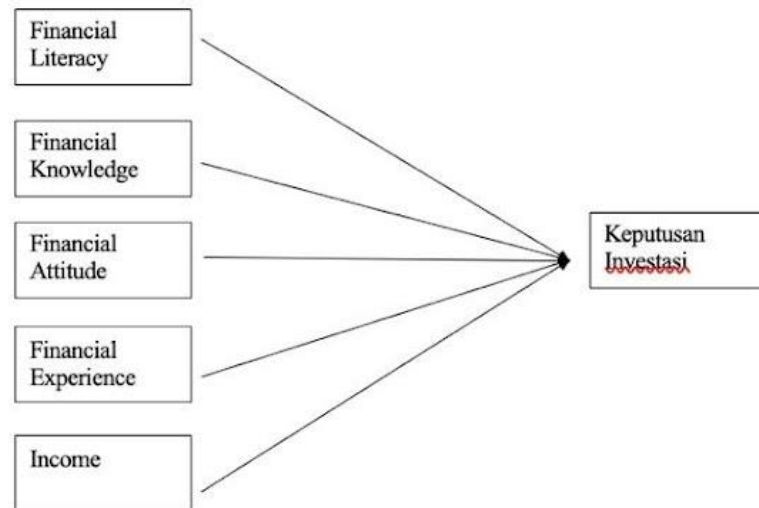 Financial
Literacy
Financial
Knowledge
Financial
Attitude
Financial
Experience
Income
Keputusan
Investasi